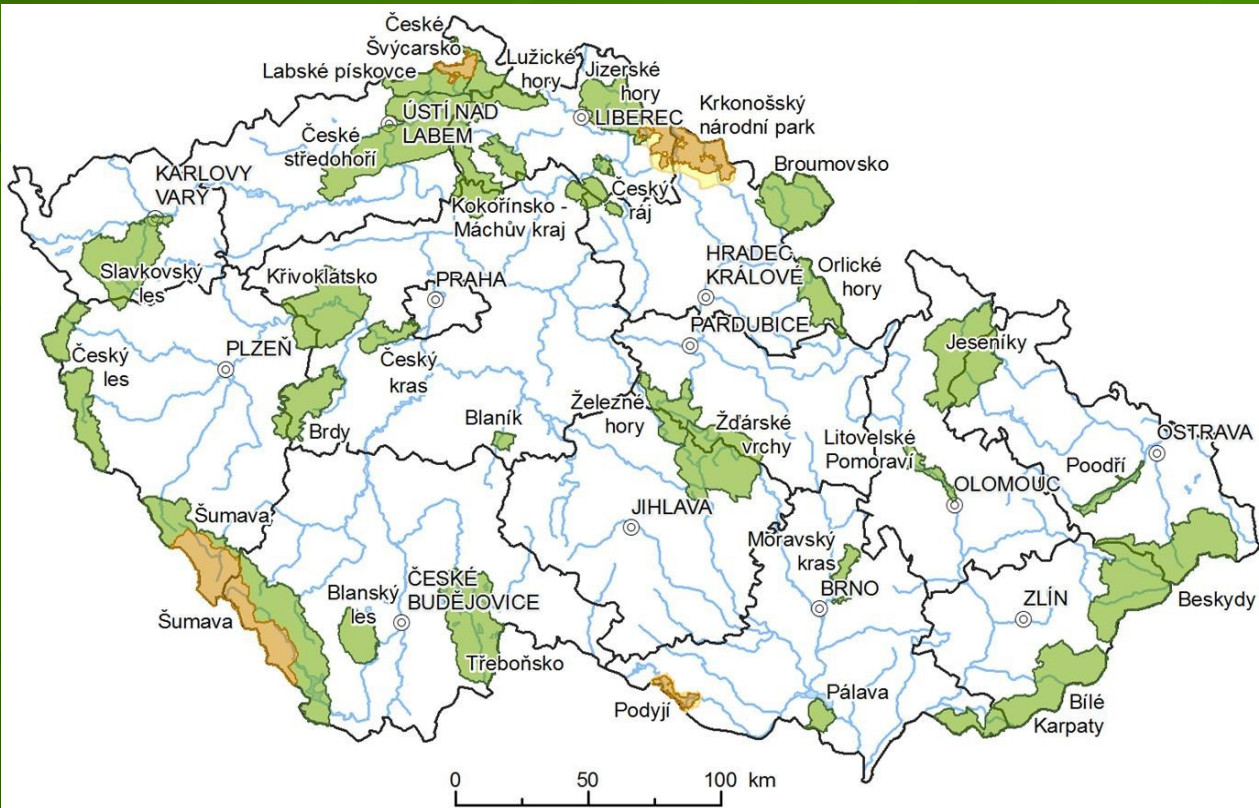 České
Švýcarsko
Labské pískovce
Lužické
hory
Jizerské
hory
Krkonošský
národní park
ÚSTÍ NAD
LABEM
LIBEREC
České
středohoří
Broumovsko
KARLOVY
VARY
Český
ráj
Kokořínsko -
Máchův kraj
Slavkovský
les
Křivoklátsko
PRAHA
HRADEC
KRÁLOVÉ
Orlické
hory
PARDUBICE
Jeseníky
PLZEŇ
Český
les
Český
kras
Železné
hory
Blaník
Brdy
Žďárské
vrchy
Litovelské
Pomoraví
OSTRAVA
Poodří
OLOMOUC
Šumava
JIHLAVA
Moravský
kras
BRNO
ČESKÉ
BUDĚJOVICE
Blanský
les
ZLÍN
Beskydy
Šumava
Třeboňsko
Podyjí
Pálava
Bílé
Karpaty
0 50 100 km